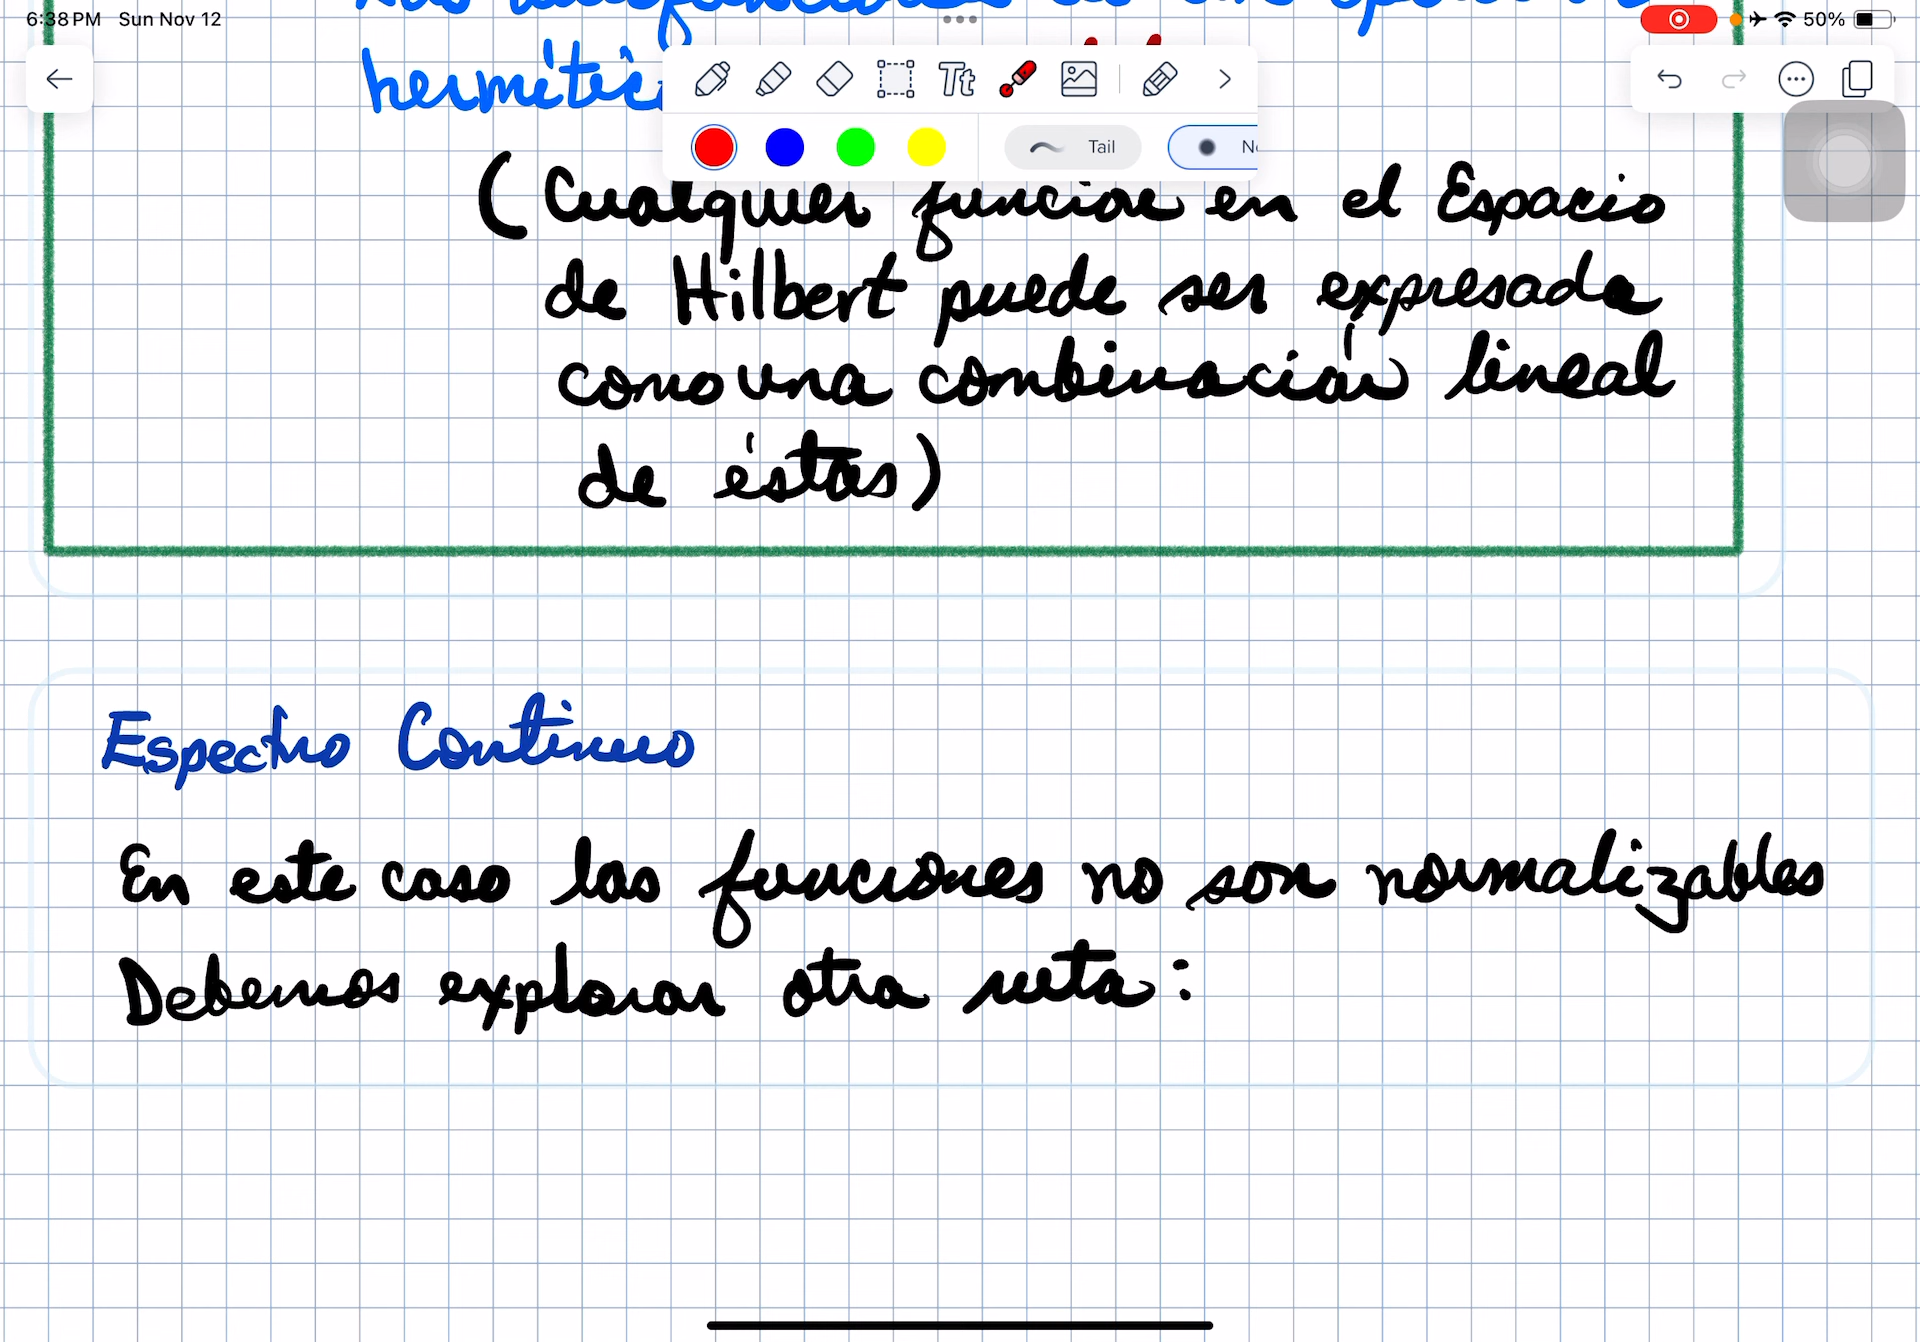 6:38 PM Sun Nov 12
50%
hermític
Tail
(Cualquier función en el Espacio
de Hilbert puede ser expresada
como una combinación lineal
de éstas)
Espectro Continuo
En este caso las funciones no son normalizables
Debemos explorar otra ruta: